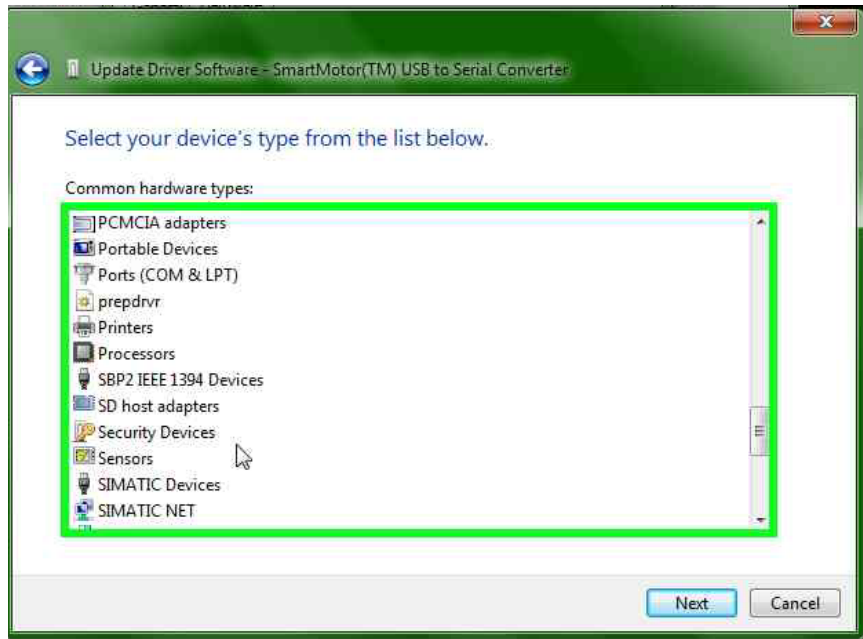 Update Driver Software - SmartMotor(TM) USB to Serial Converter
Select your device's type from the list below.
Common hardware types:
PCMCIA adapters
Portable Devices
Ports (COM & LPT)
prepdrvr
Printers
Processors
SBP2 IEEE 1394 Devices
SD host adapters
Security Devices
Sensors
SIMATIC Devices
SIMATIC NET
Next
Cancel